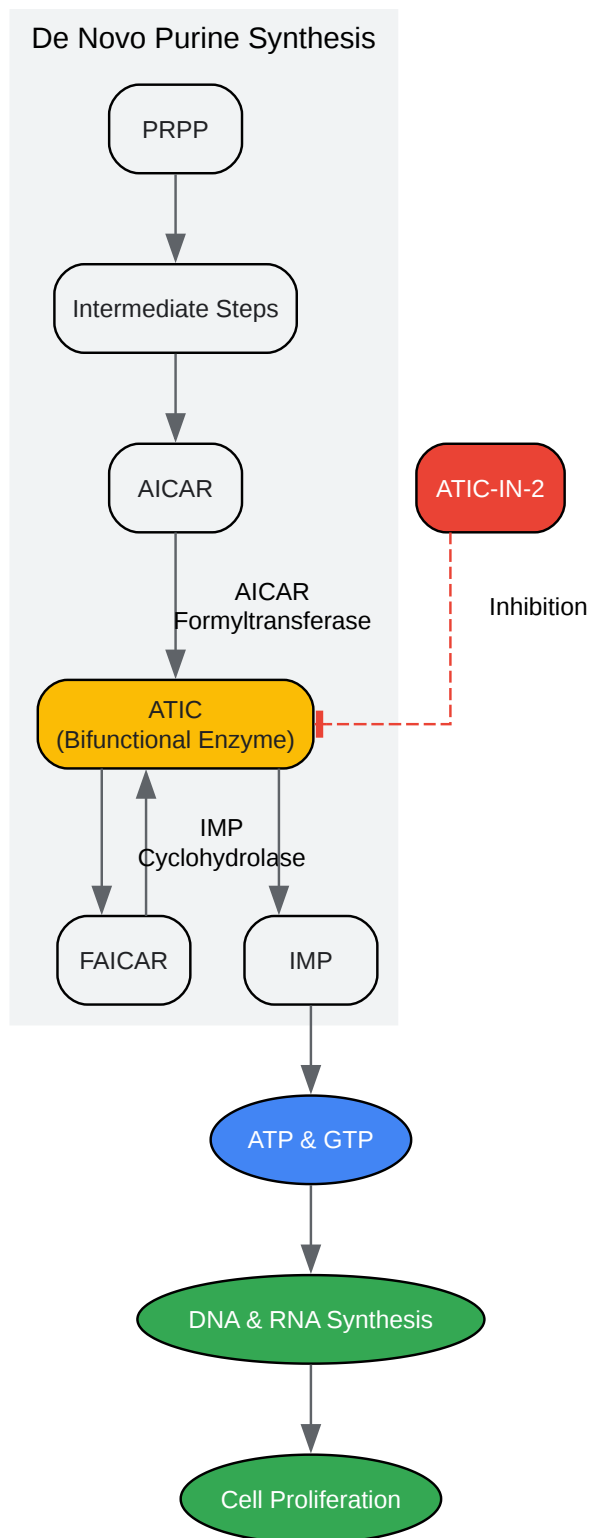 De Novo Purine Synthesis
PRPP
Intermediate Steps
AICAR
ATIC-IN-2
AICAR
Formyltransferase
Inhibition
ATIC
(Bifunctional Enzyme)
IMP
Cyclohydrolase
FAICAR
IMP
ATP & GTP
DNA & RNA Synthesis
Cell Proliferation